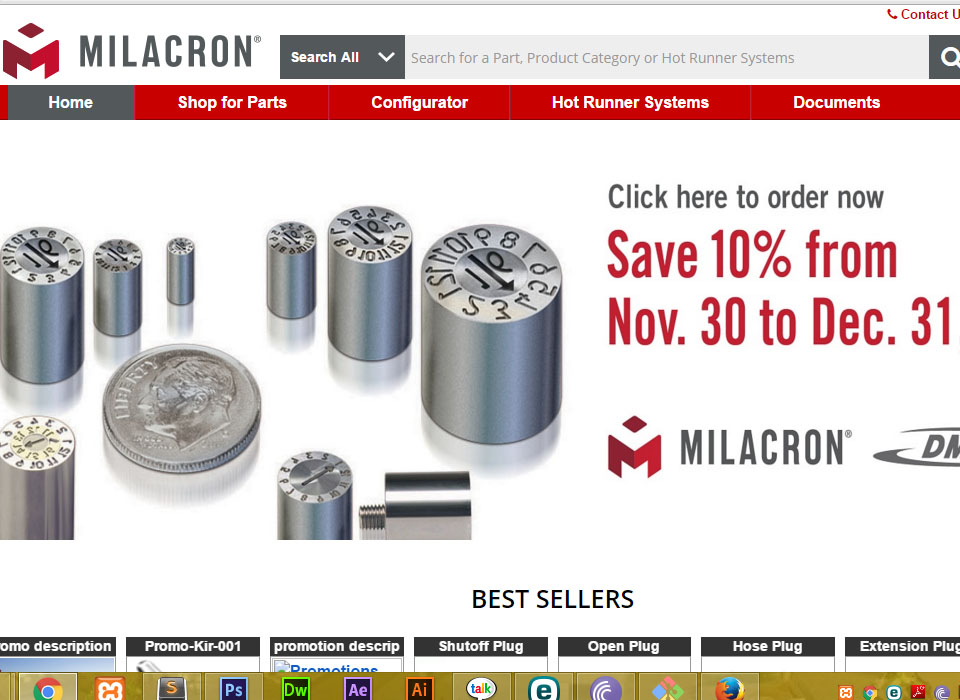 Contact U
MILACRON®
Search All
Search for a Part, Product Category or Hot Runner Systems
Home
Shop for Parts
Configurator
Hot Runner Systems
Documents
Click here to order now
Save 10% from
Nov. 30 to Dec. 31,
LIBERTY
MILACRON®
DM
BEST SELLERS
omo description
Promo-Kir-001
promotion descrip
Shutoff Plug
Open Plug
Hose Plug
Extension Plug
Promotions
S
Ps
Dw
Ae
Ai
talk